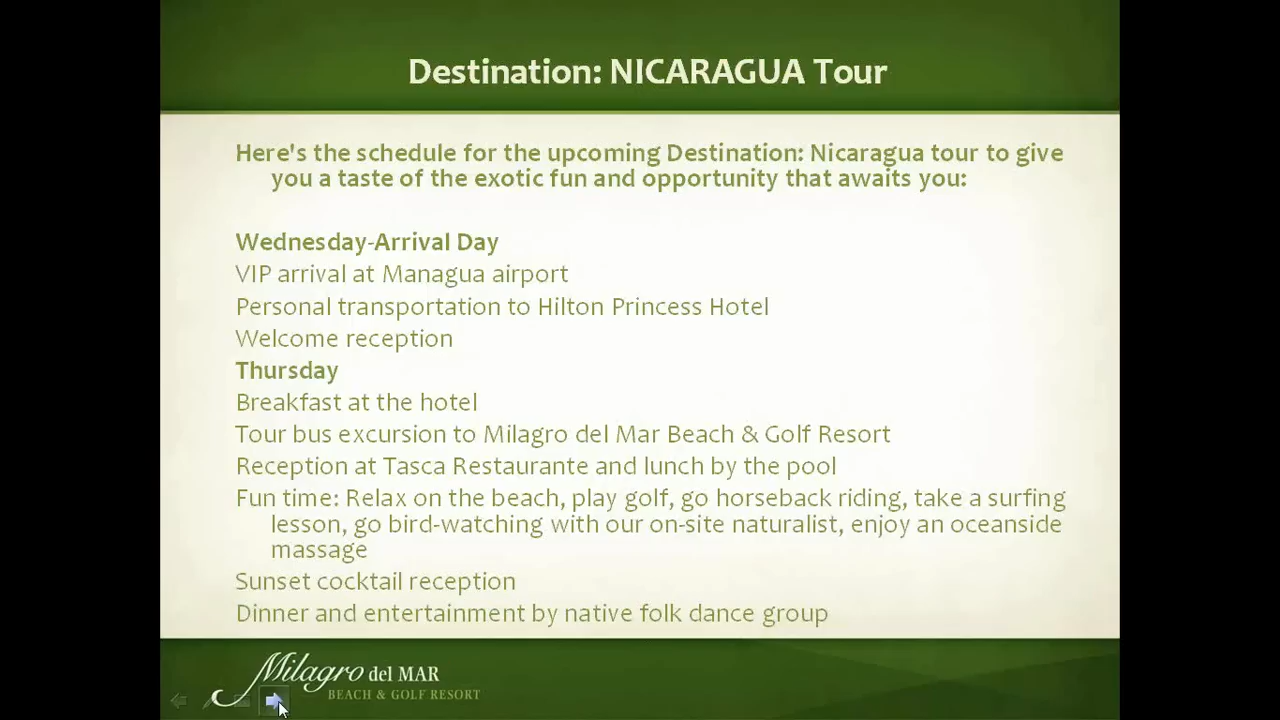 Destination: NICARAGUA Tour
Here's the schedule for the upcoming Destination: Nicaragua tour to give
you a taste of the exotic fun and opportunity that awaits you:
Wednesday-Arrival Day
VIP arrival at Managua airport
Personal transportation to Hilton Princess Hotel
Welcome reception
Thursday
Breakfast at the hotel
Tour bus excursion to Milagro del Mar Beach & Golf Resort
Reception at Tasca Restaurante and lunch by the pool
Fun time: Relax on the beach, play golf, go horseback riding, take a surfing
lesson, go bird-watching with our on-site naturalist, enjoy an oceanside
massage
Sunset cocktail reception
Dinner and entertainment by native folk dance group
Milagro del MAR
BEACH & GOLF RESORT